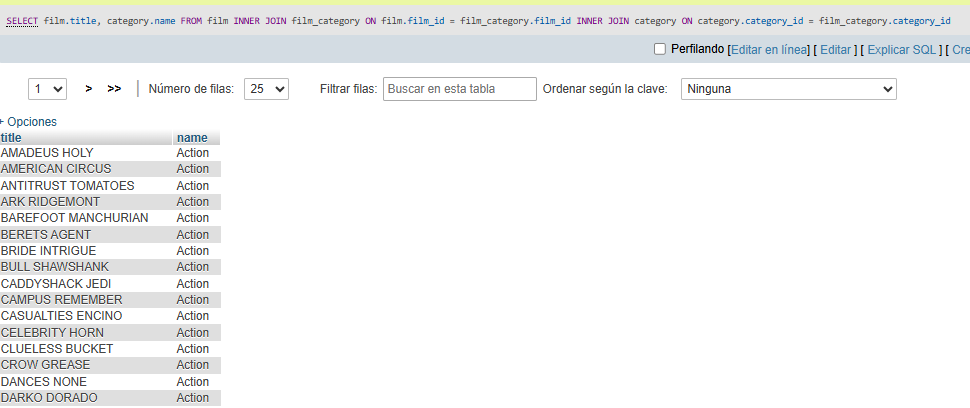 SELECT film.title, category.name FROM film INNER JOIN film_category ON film.film_id = film_category.film_id INNER JOIN category ON category.category_id = film_category.category_id
Perfilando [Editar en línea] [ Editar ] [ Explicar SQL ] [ Cre
1 > >> Número de filas: 25 Filtrar filas: Buscar en esta tabla Ordenar según la clave: Ninguna
+ Opciones
title name
AMADEUS HOLY Action
AMERICAN CIRCUS Action
ANTITRUST TOMATOES Action
ARK RIDGEMONT Action
BAREFOOT MANCHURIAN Action
BERETS AGENT Action
BRIDE INTRIGUE Action
BULL SHAWSHANK Action
CADDYSHACK JEDI Action
CAMPUS REMEMBER Action
CASUALTIES ENCINO Action
CELEBRITY HORN Action
CLUELESS BUCKET Action
CROW GREASE Action
DANCES NONE Action
DARKO DORADO Action